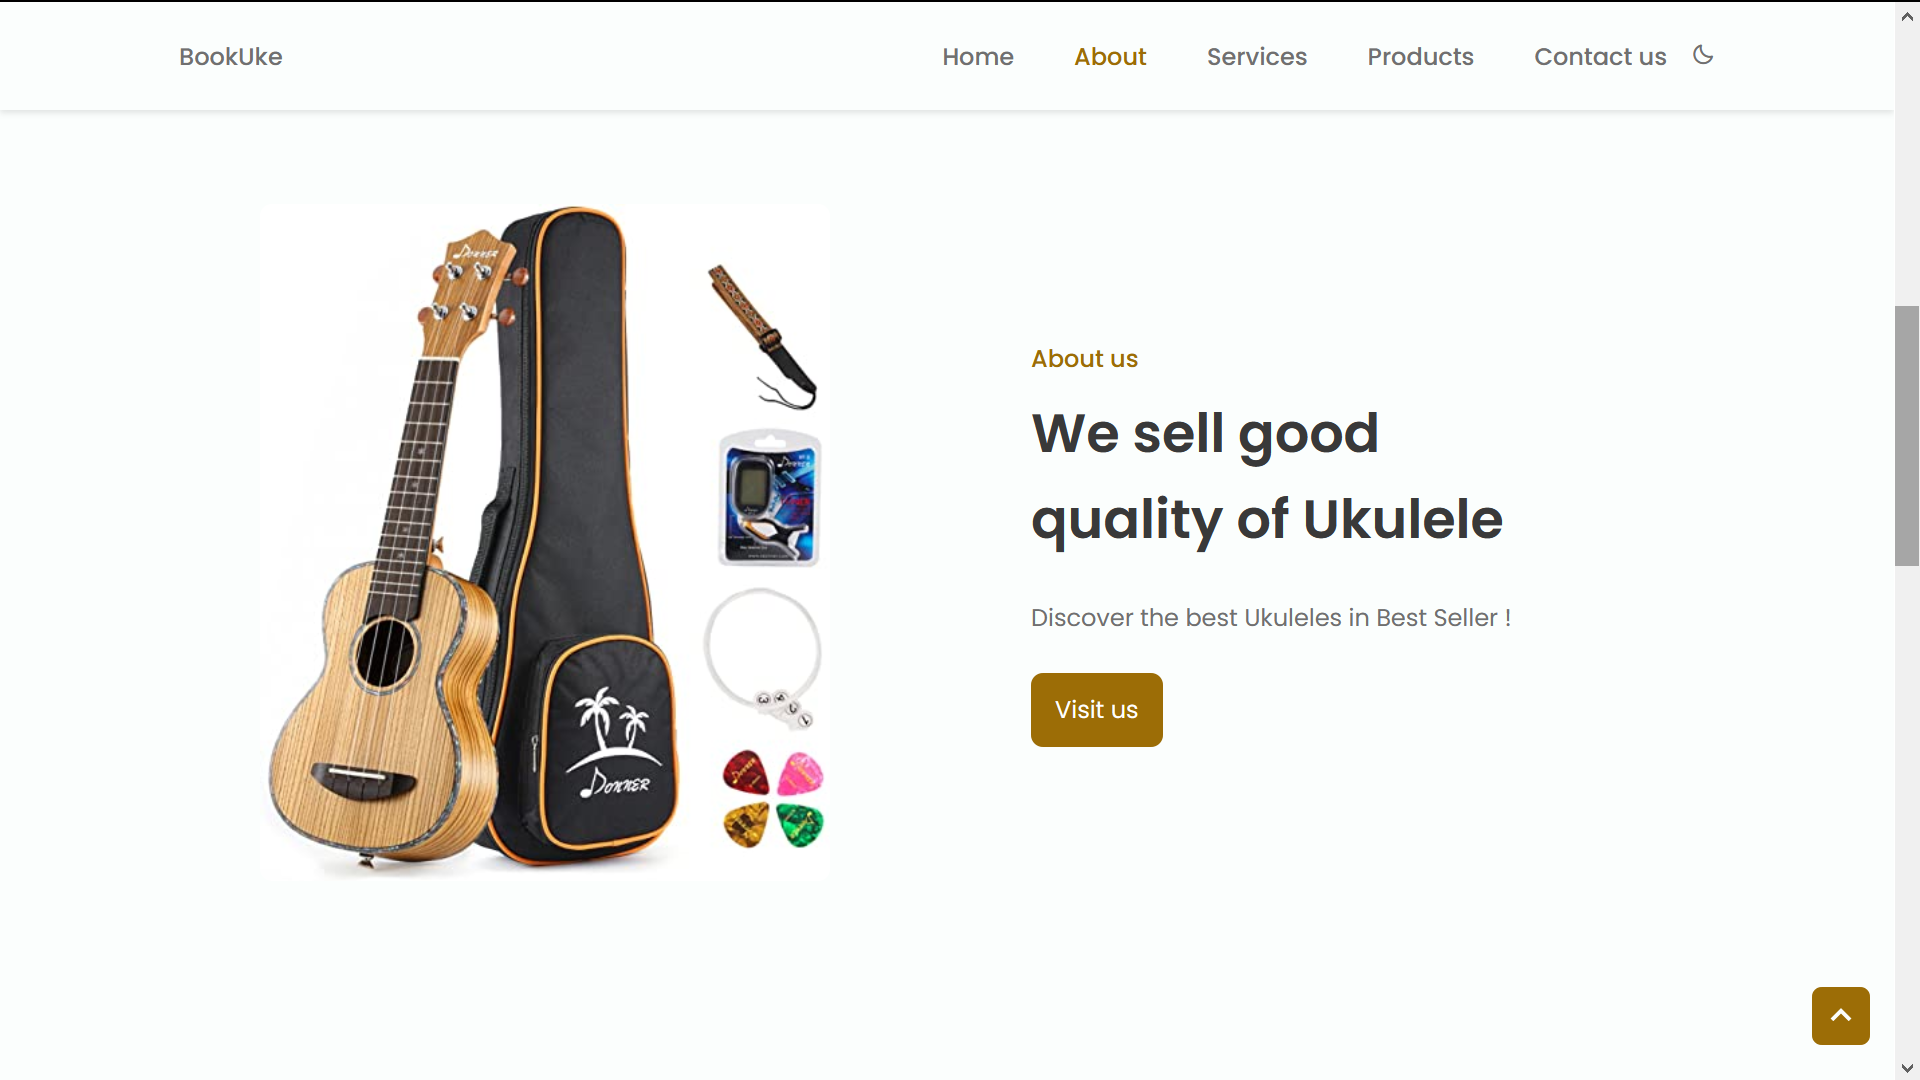 BookUke
Home About Services Products Contact us
DONNER
DONNER
DONNER
About us
We sell good
quality of Ukulele
Discover the best Ukuleles in Best Seller !
Visit us